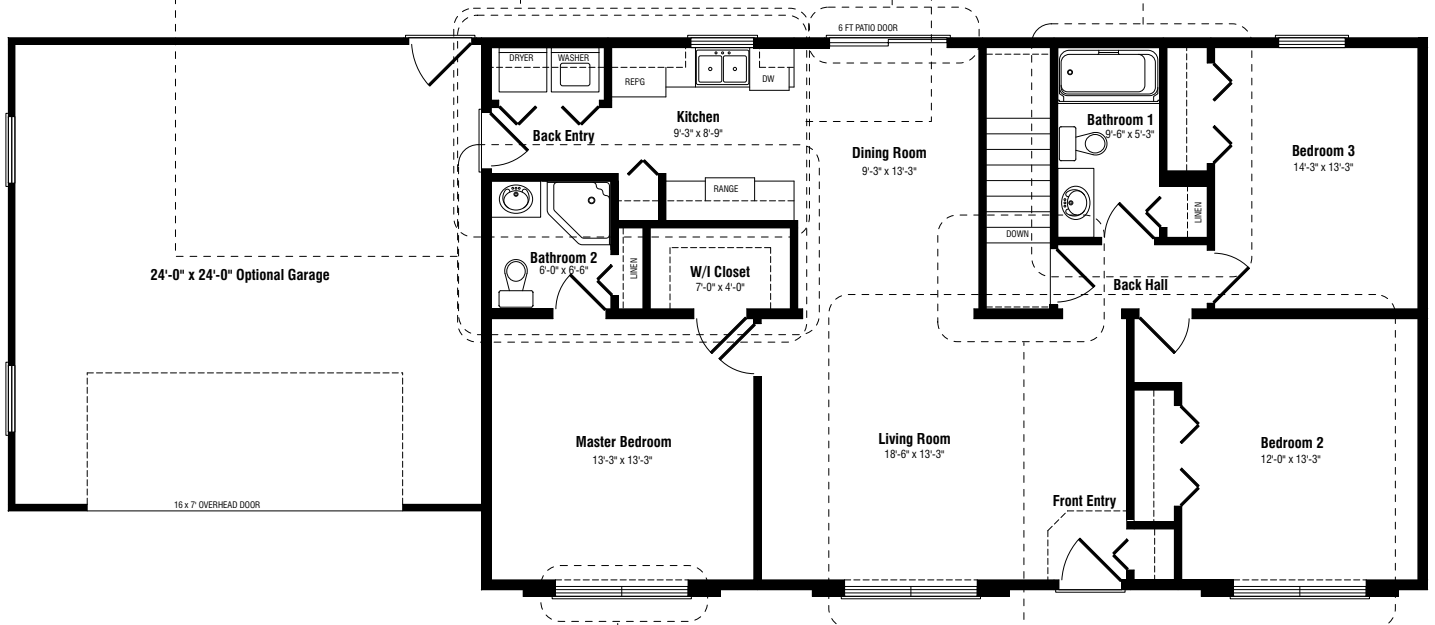 6 FT PATIO DOOR
DRYER
WASHER
REFG
DW
Kitchen
9'-3" x 8'-9"
Back Entry
Bathroom 1
9'-6" x 5'-3"
Dining Room
9'-3" x 13'-3"
Bedroom 3
14'-3" x 13'-3"
RANGE
LINEN
DOWN
Bathroom 2
6'-0" x 6'-6"
LINEN
W/I Closet
7'-0" x 4'-0"
24'-0" x 24'-0" Optional Garage
Back Hall
Master Bedroom
13'-3" x 13'-3"
Living Room
18'-6" x 13'-3"
Bedroom 2
12'-0" x 13'-3"
16 x 7' OVERHEAD DOOR
Front Entry